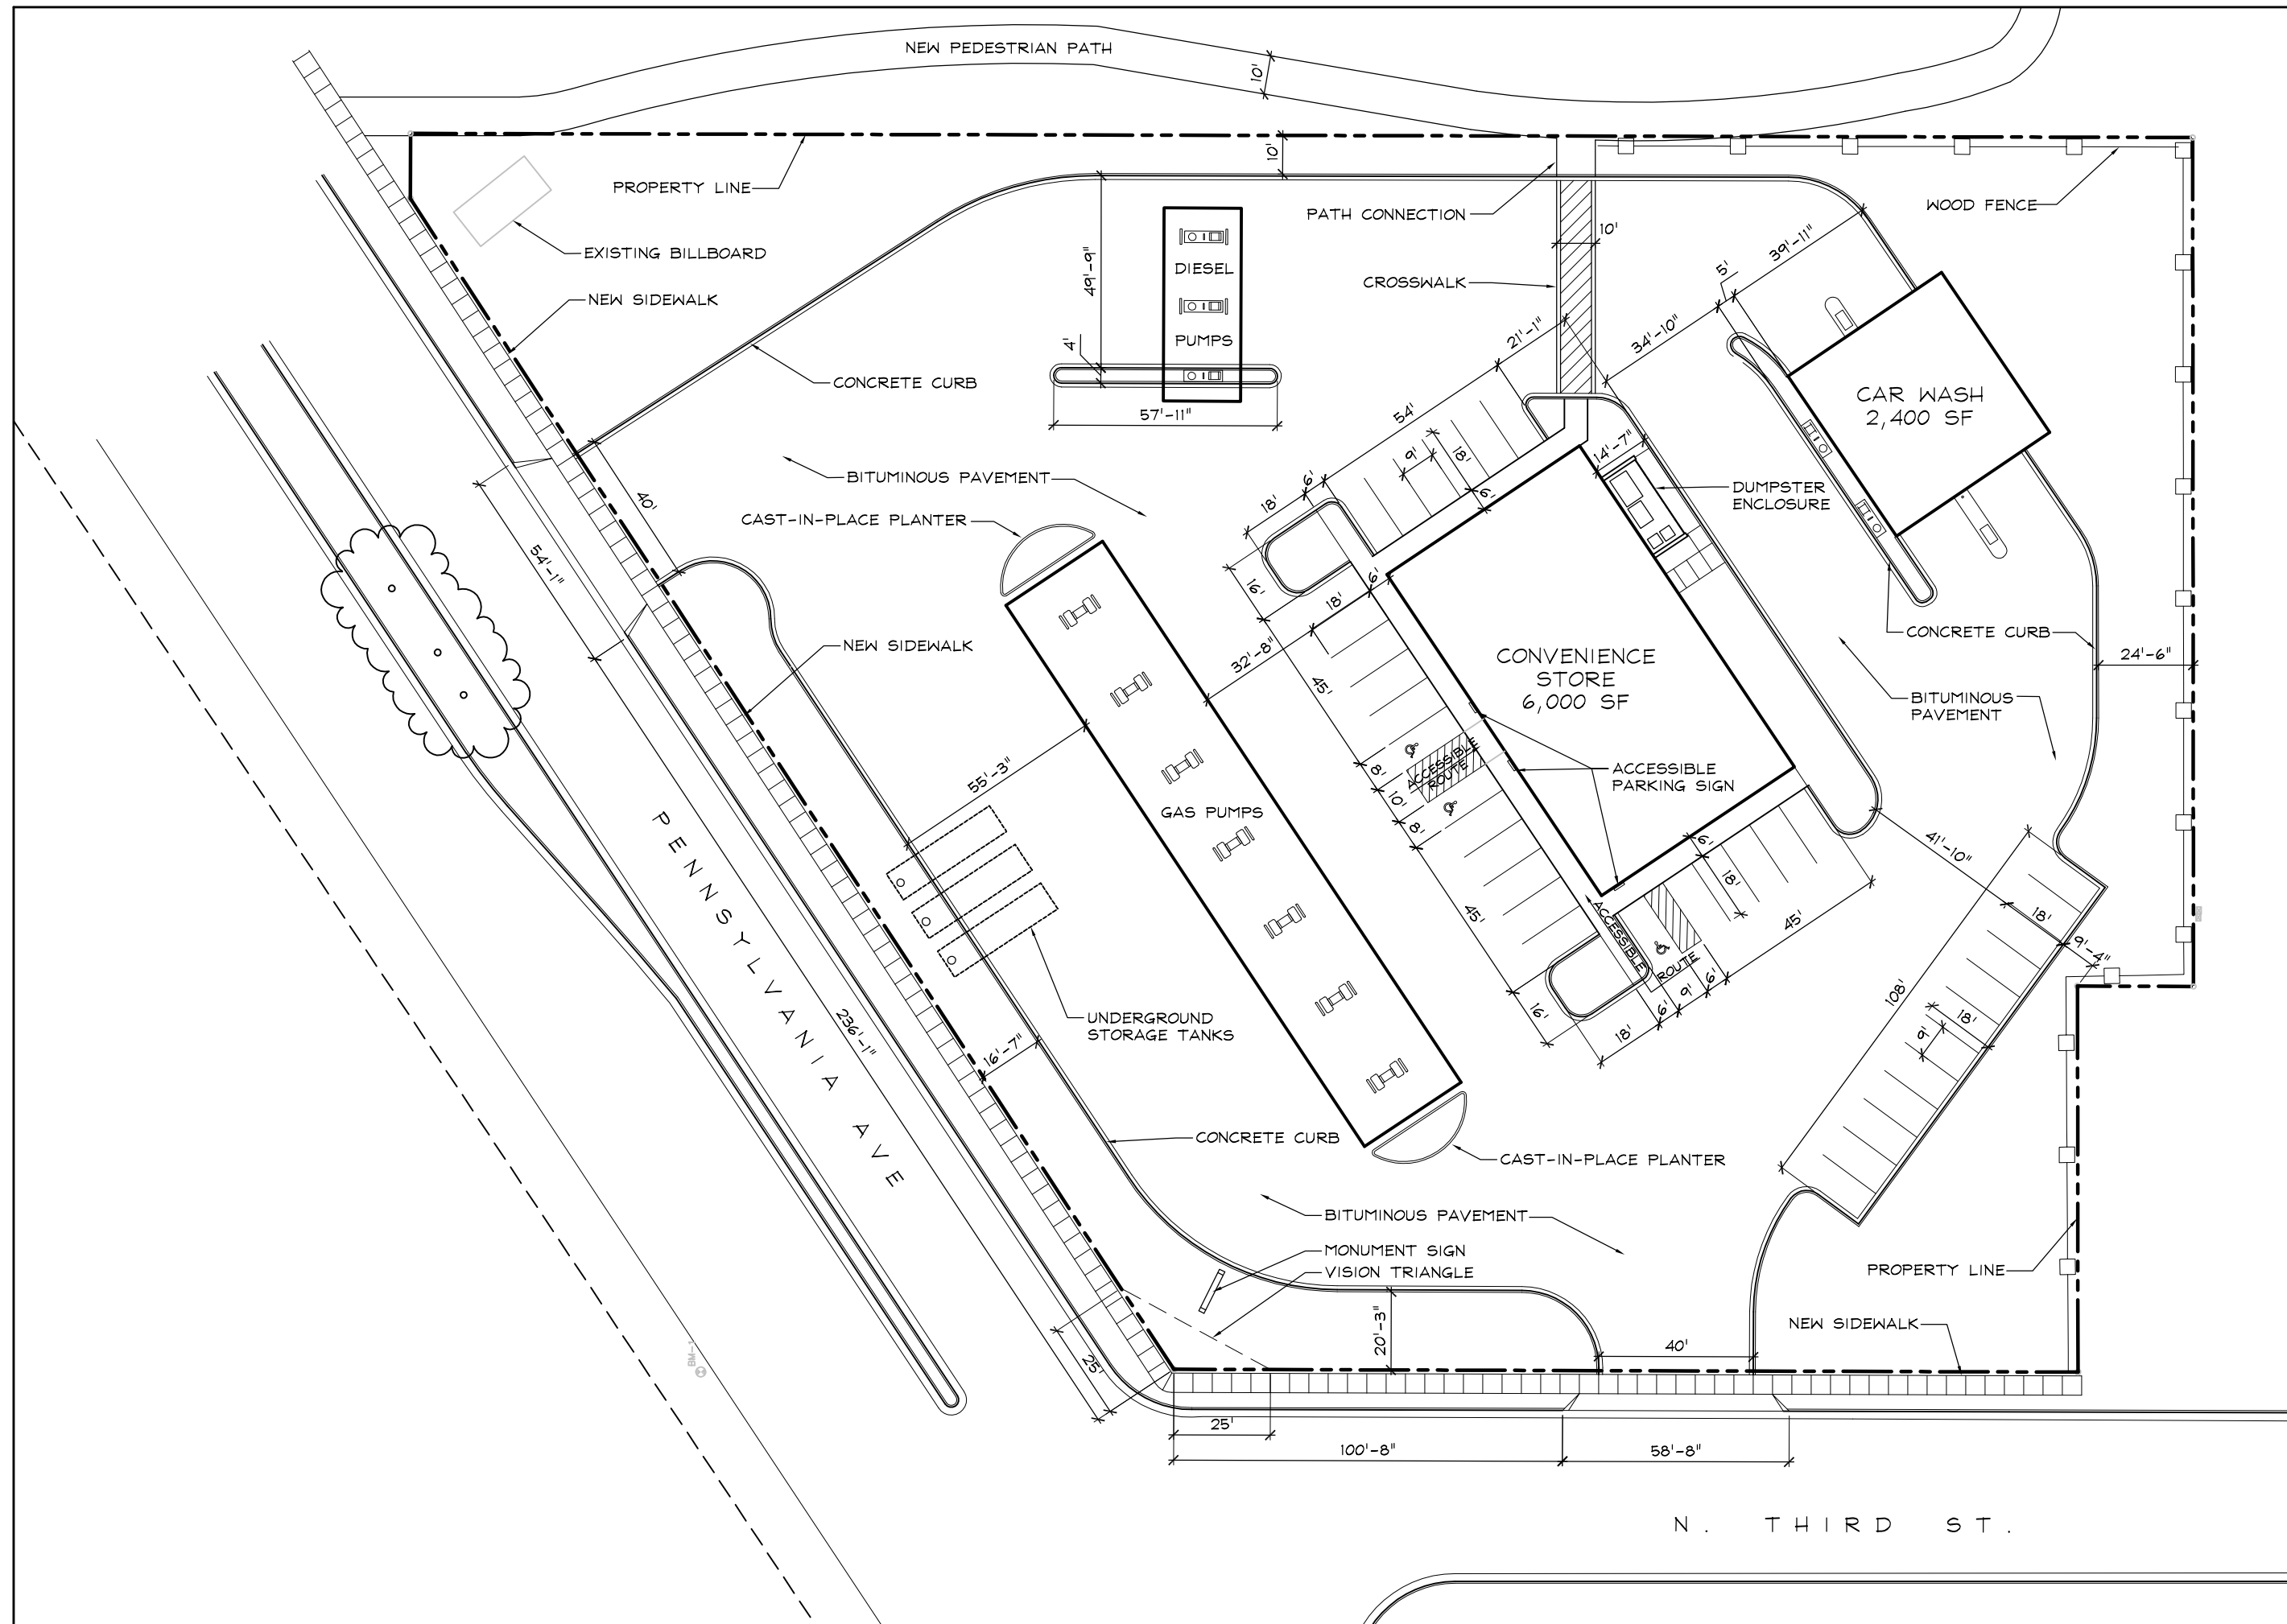 NEW PEDESTRIAN PATH
10'
10'
PROPERTY LINE
WOOD FENCE
PATH CONNECTION
10'
39'-11"
EXISTING BILLBOARD
49'-9"
DIESEL
PUMPS
CROSSWALK
5'
NEW SIDEWALK
21'-1"
34'-10"
4'
CONCRETE CURB
57'-11"
CAR WASH
2,400 SF
54'
9'
18'
14'-7"
BITUMINOUS PAVEMENT
6'
18'
6'
DUMPSTER
ENCLOSURE
40'
CAST-IN-PLACE PLANTER
54'-1"
16'
6'
18'
CONCRETE CURB
NEW SIDEWALK
32'-8"
24'-6"
CONVENIENCE
STORE
6,000 SF
45'
BITUMINOUS
PAVEMENT
55'-3"
8'
ACCESSIBLE
ROUTE
10'
8'
ACCESSIBLE
PARKING SIGN
GAS PUMPS
PENNSYLVANIA AVE
6'
18'
41'-10"
45'
45'
18'
9'-4"
ACCESSIBLE
ROUTE
108'
18'
9'
UNDERGROUND
STORAGE TANKS
236'-1"
16'
18'
6'
9'
6'
16'-7"
CONCRETE CURB
CAST-IN-PLACE PLANTER
BITUMINOUS PAVEMENT
MONUMENT SIGN
VISION TRIANGLE
PROPERTY LINE
20'-3"
NEW SIDEWALK
40'
BM-1
25'
25'
100'-8"
58'-8"
N. THIRD ST.